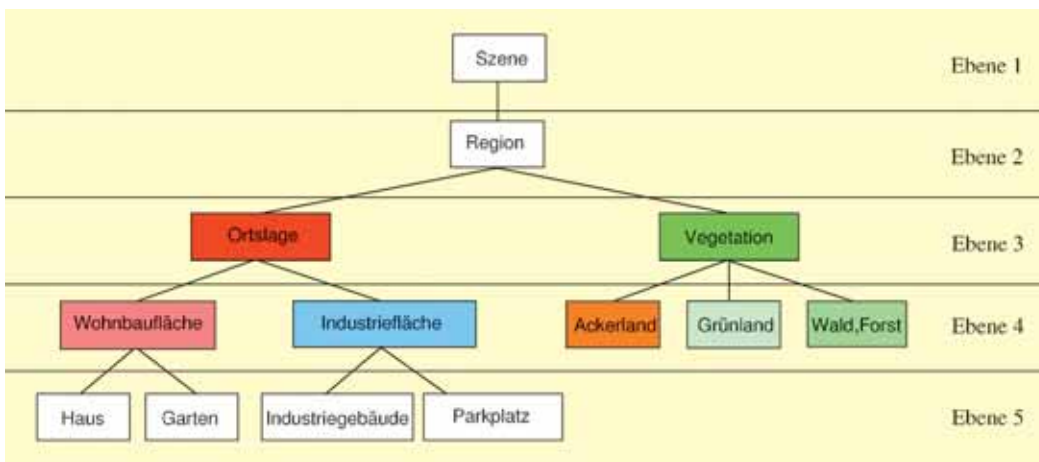 Szene
Ebene 1
Region
Ebene 2
Ortslage
Vegetation
Ebene 3
Wohnbaufläche
Industriefläche
Ackerland
Grünland
Wald,Forst
Ebene 4
Haus
Garten
Industriegebäude
Parkplatz
Ebene 5